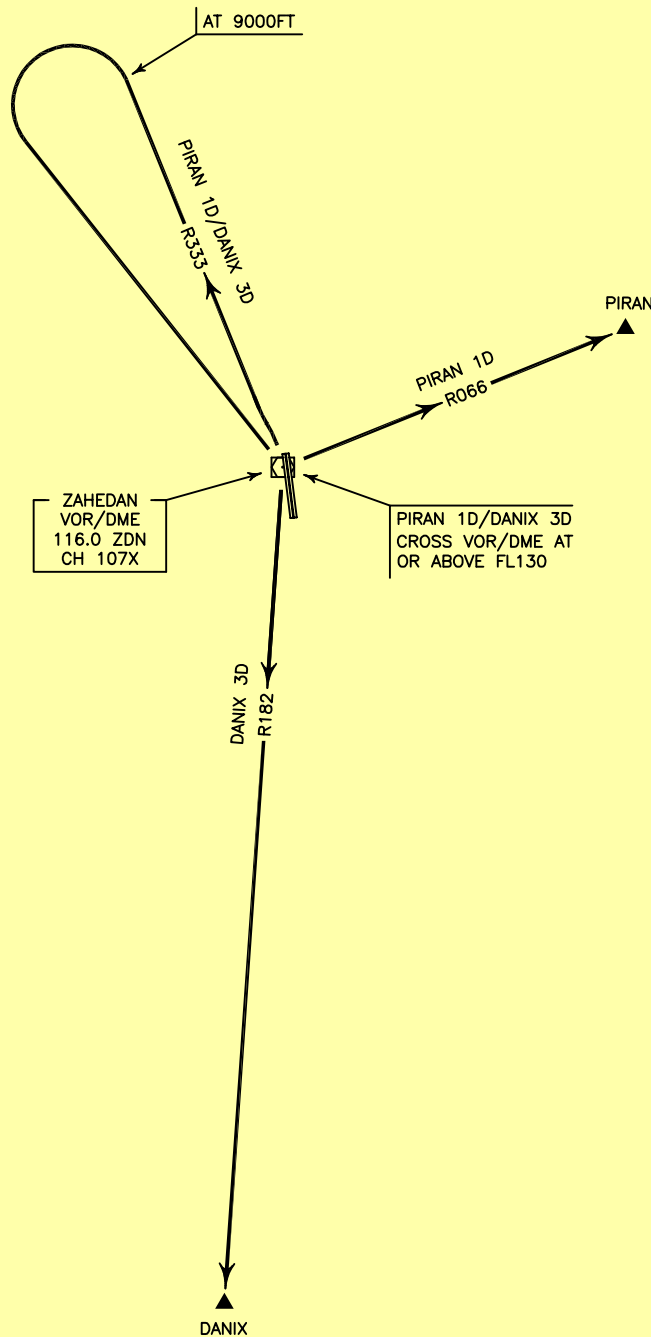 AT 9000FT
PIRAN 1D/DANIX 3D
R333
PIRAN
PIRAN 1D
R066
ZAHEDAN
VOR/DME
116.0 ZDN
CH 107X
PIRAN 1D/DANIX 3D
CROSS VOR/DME AT
OR ABOVE FL130
DANIX 3D
R182
DANIX